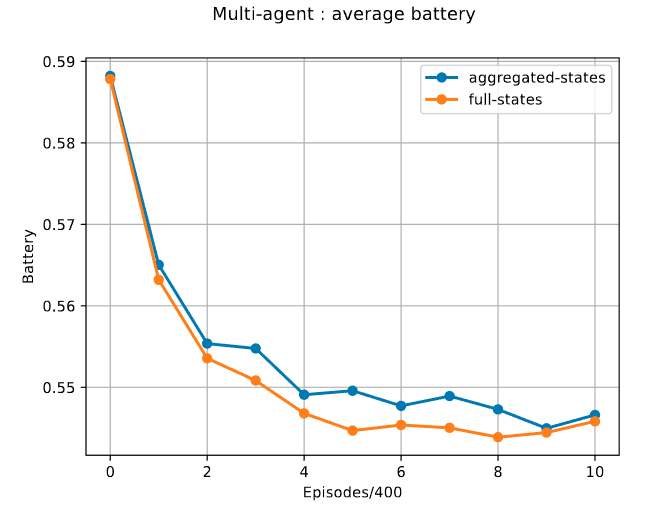 Multi-agent : average battery
aggregated-states
full-states
0.59
0.58
0.57
0.56
0.55
Battery
0 2 4 6 8 10
Episodes/400